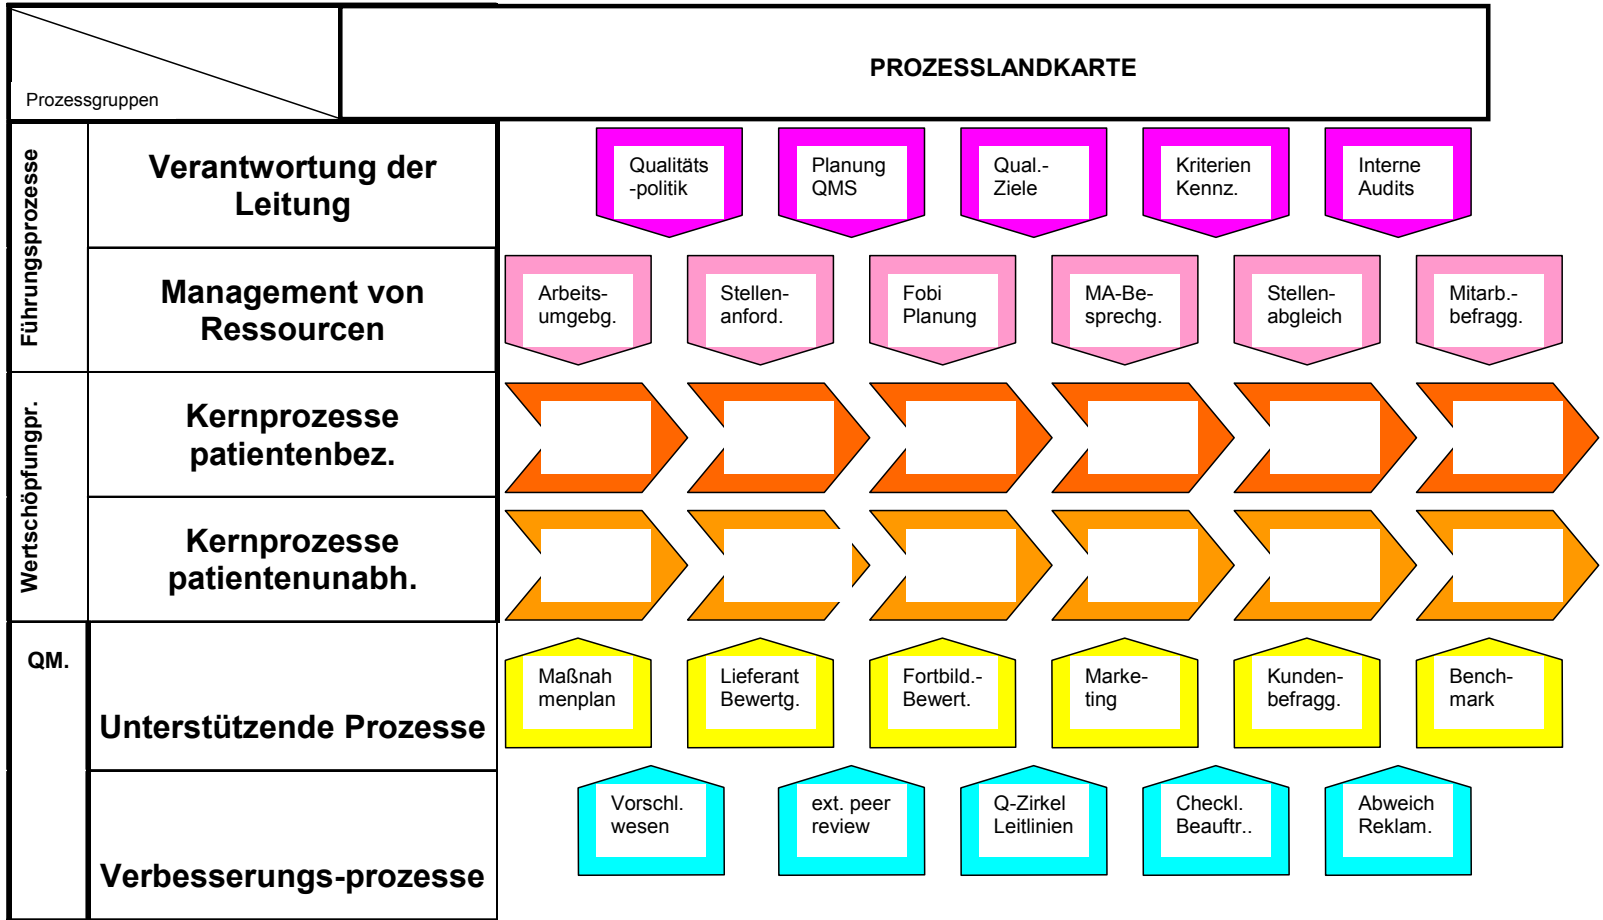 PROZESSLANDKARTE
Prozessgruppen
Führungsprozesse
Verantwortung der
Leitung
Qualitäts
-politik
Planung
QMS
Qual.-
Ziele
Kriterien
Kennz.
Interne
Audits
Management von
Ressourcen
Arbeits-
umgebg.
Stellen-
anford.
Fobi
Planung
MA-Be-
sprechg.
Stellen-
abgleich
Mitarb.-
befragg.
Wertschöpfungpr.
Kernprozesse
patientenbez.
Kernprozesse
patientenunabh.
QM.
Unterstützende Prozesse
Maßnah
menplan
Lieferant
Bewertg.
Fortbild.-
Bewert.
Marke-
ting
Kunden-
befragg.
Bench-
mark
Verbesserungs-prozesse
Vorschl.
wesen
ext. peer
review
Q-Zirkel
Leitlinien
Checkl.
Beauftr..
Abweich
Reklam.